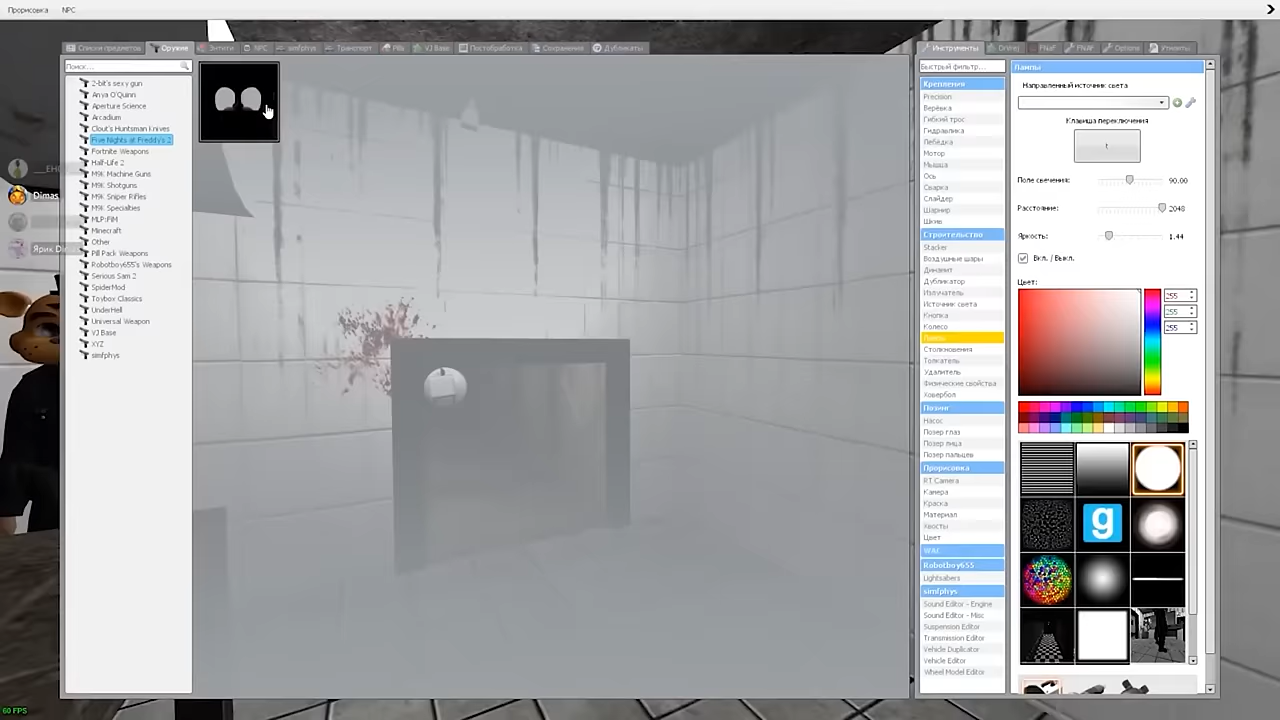 Прорисовка NPC
Списки предметов Оружие Энтити NPC simfphys Транспорт PBs VJ Base Постобработка Сохранения Дубликаты
Инструменты FNaF PNAF Options Утилиты
Поиск...
2-bit's sexy gun
Anya O'Quinn
Aperture Science
Arcadium
Clout's Huntsman Knives
Five Nights at Freddy's 2
Fortnite Weapons
Half-Life 2
M9K Machine Guns
M9K Shotguns
M9K Sniper Rifles
M9K Specialties
MLP:FiM
Minecraft
Other
Pill Pack Weapons
Robotboy655's Weapons
Serious Sam 2
SpiderMod
Toybox Classics
UnderHell
Universal Weapon
VJ Base
XYZ
simfphys
Dimas
Ярик
Быстрый фильтр...
Крепления
Precision
Верёвка
Гибкий трос
Гидравлика
Лебёдка
Мотор
Мышца
Ось
Сварка
Слайдер
Шарнир
Шкив
Строительство
Stacker
Воздушные шары
Динамит
Дубликатор
Излучатель
Источник света
Кнопка
Колесо
Лампы
Столкновения
Толкатель
Удалитель
Физические свойства
Ховербол
Позинг
Насос
Позер глаз
Позер лица
Позер пальцев
Прорисовка
RT Camera
Камера
Краска
Материал
Хвосты
Цвет
Robotboy655
Lightsabers
simfphys
Sound Editor - Engine
Sound Editor - Misc
Suspension Editor
Transmission Editor
Vehicle Duplicator
Vehicle Editor
Wheel Model Editor
Лампы
Направленный источник света
Клавиша переключения
t
Поле свечения: 90.00
Расстояние: 2048
Яркость: 1.44
Вкл. / Выкл.
Цвет:
255
255
255
g
60 FPS